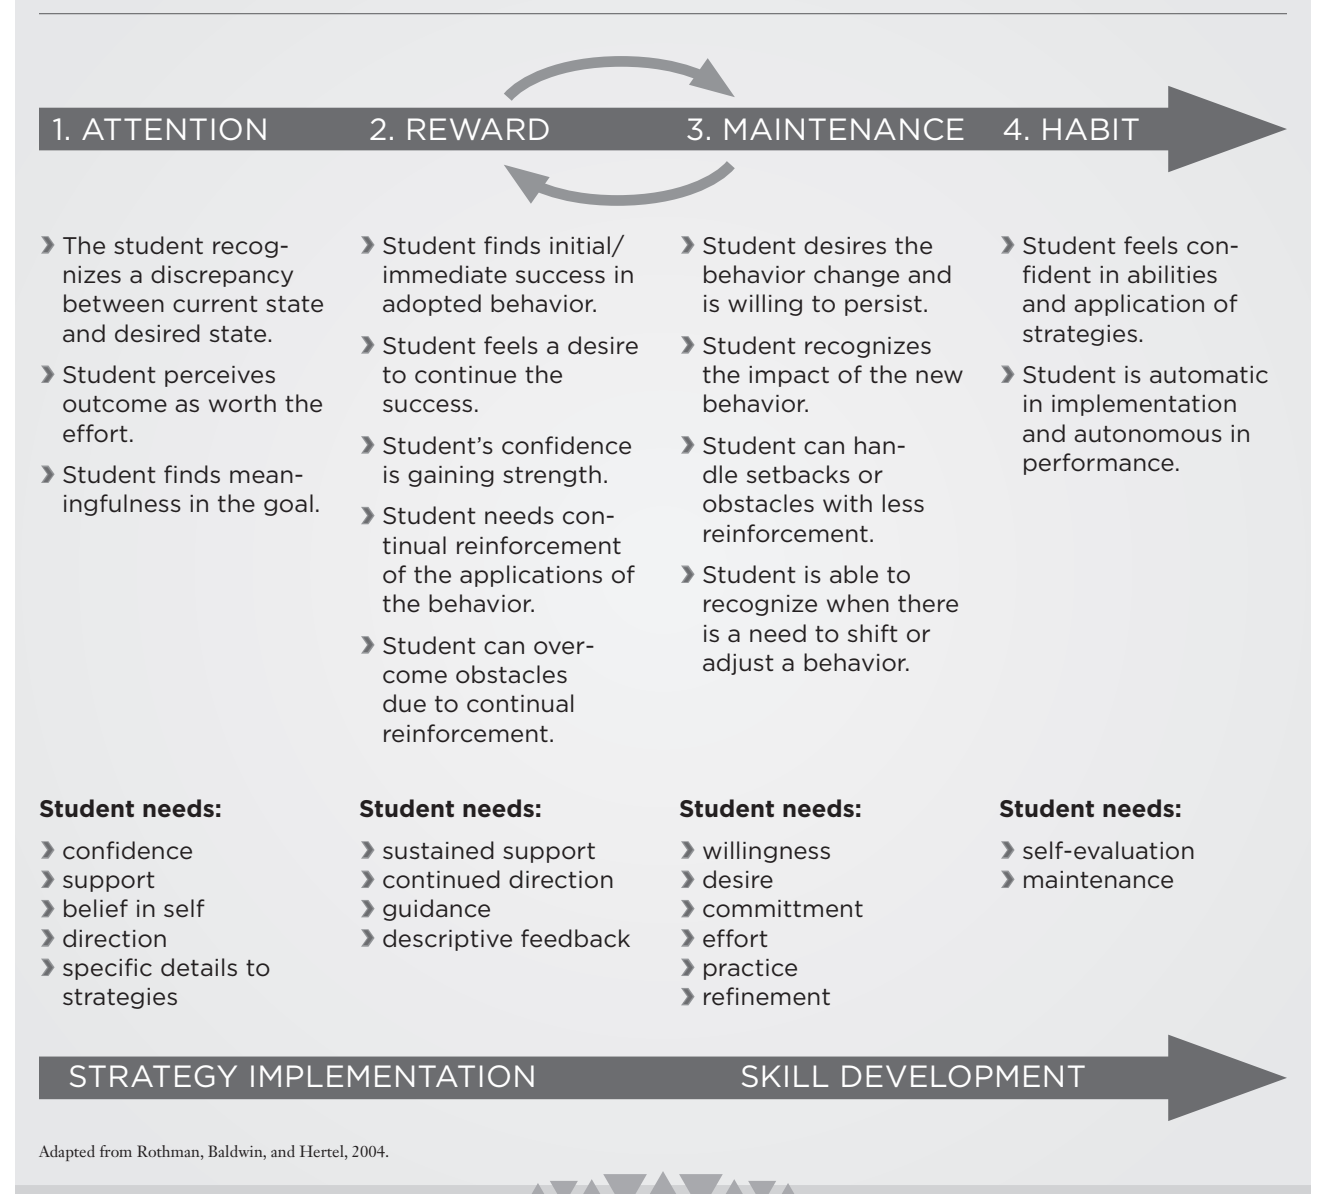 1. ATTENTION
2. REWARD
3. MAINTENANCE
4. HABIT
The student recog-
nizes a discrepancy
between current state
and desired state.
Student perceives
outcome as worth the
effort.
Student finds mean-
ingfulness in the goal.
Student finds initial/
immediate success in
adopted behavior.
Student feels a desire
to continue the
success.
Student’s confidence
is gaining strength.
Student needs con-
tinual reinforcement
of the applications of
the behavior.
Student can over-
come obstacles
due to continual
reinforcement.
Student desires the
behavior change and
is willing to persist.
Student recognizes
the impact of the new
behavior.
Student can han-
dle setbacks or
obstacles with less
reinforcement.
Student is able to
recognize when there
is a need to shift or
adjust a behavior.
Student feels con-
fident in abilities
and application of
strategies.
Student is automatic
in implementation
and autonomous in
performance.
Student needs:
confidence
support
belief in self
direction
specific details to
strategies
Student needs:
sustained support
continued direction
guidance
descriptive feedback
Student needs:
willingness
desire
committment
effort
practice
refinement
Student needs:
self-evaluation
maintenance
STRATEGY IMPLEMENTATION
SKILL DEVELOPMENT
Adapted from Rothman, Baldwin, and Hertel, 2004.